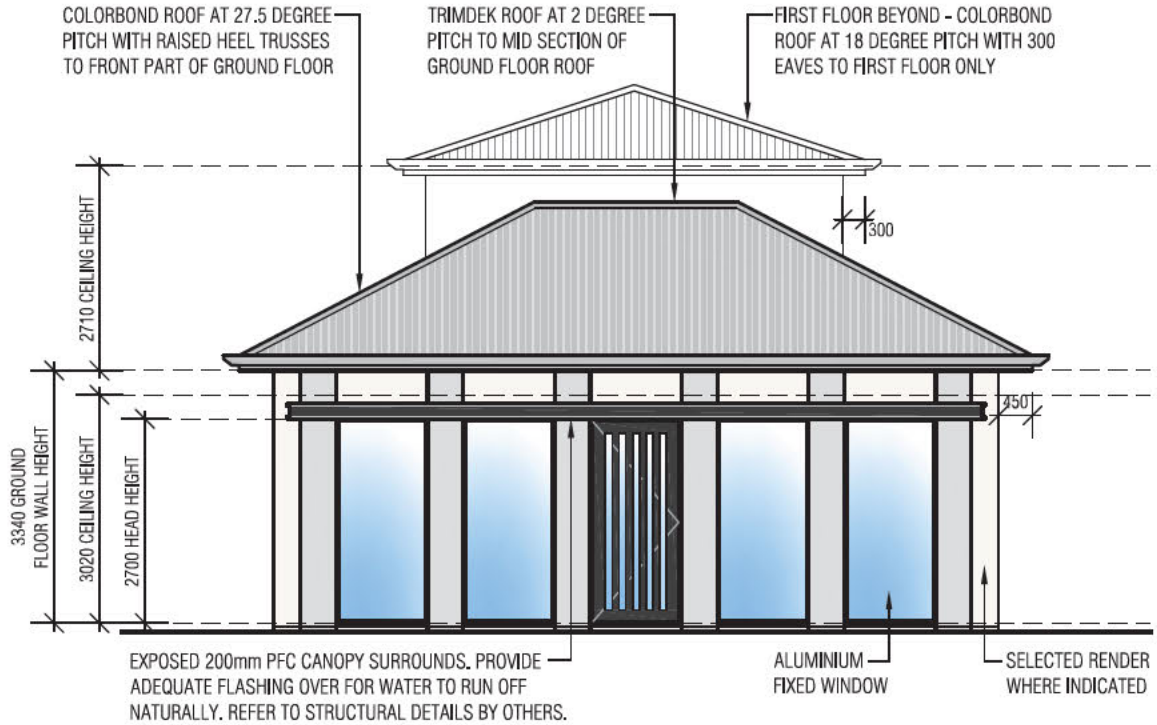 COLORBOND ROOF AT 27.5 DEGREE
PITCH WITH RAISED HEEL TRUSSES
TO FRONT PART OF GROUND FLOOR
TRIMDEK ROOF AT 2 DEGREE
PITCH TO MID SECTION OF
GROUND FLOOR ROOF
FIRST FLOOR BEYOND - COLORBOND
ROOF AT 18 DEGREE PITCH WITH 300
EAVES TO FIRST FLOOR ONLY
2710 CEILING HEIGHT
300
3340 GROUND
FLOOR WALL HEIGHT
3020 CEILING HEIGHT
2700 HEAD HEIGHT
450
EXPOSED 200mm PFC CANOPY SURROUNDS. PROVIDE
ADEQUATE FLASHING OVER FOR WATER TO RUN OFF
NATURALLY. REFER TO STRUCTURAL DETAILS BY OTHERS.
ALUMINIUM
FIXED WINDOW
SELECTED RENDER
WHERE INDICATED